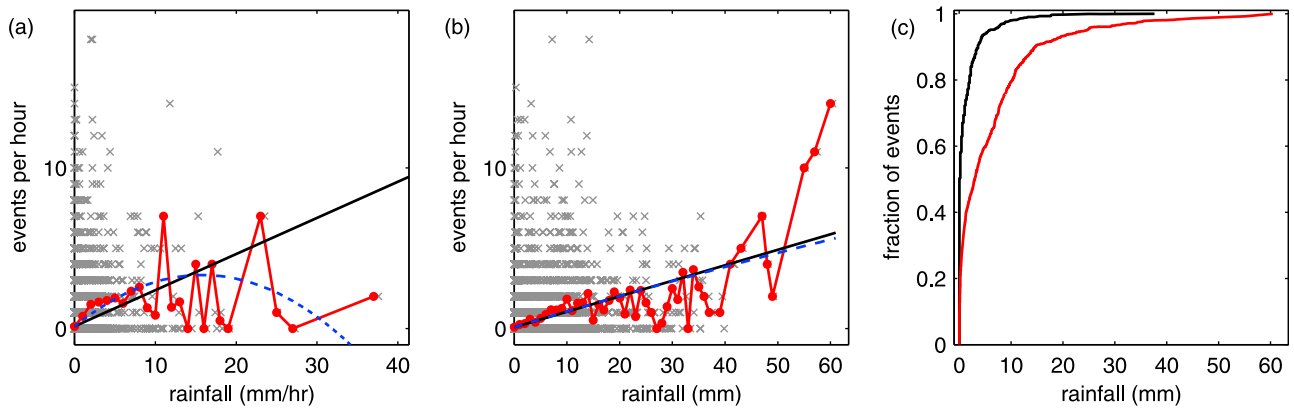 (a)
events per hour
10
0
0 10 20 30 40
rainfall (mm/hr)
(b)
events per hour
10
0
0 10 20 30 40 50 60
rainfall (mm)
(c)
fraction of events
1
0.8
0.6
0.4
0.2
0
0 10 20 30 40 50 60
rainfall (mm)